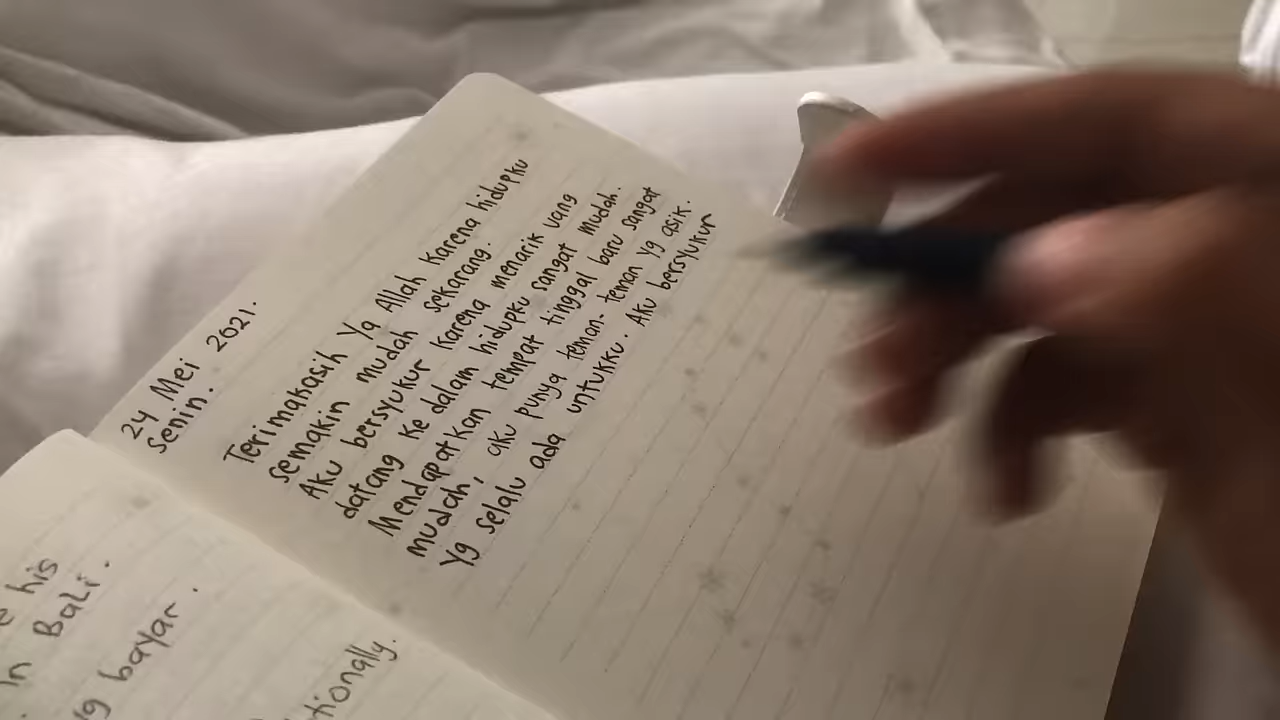 24 Mei 2021.
Senin.
Terimakasih Ya Allah Karena hidupku
semakin mudah sekarang.
Aku bersyukur karena menarik uang
datang ke dalam hidupku sangat mudah.
Mendapatkan tempat tinggal baru sangat
mudah, aku punya teman-teman yg asik.
Yg selalu ada untukku. Aku bersyukur
his
in Bali.
bayar.